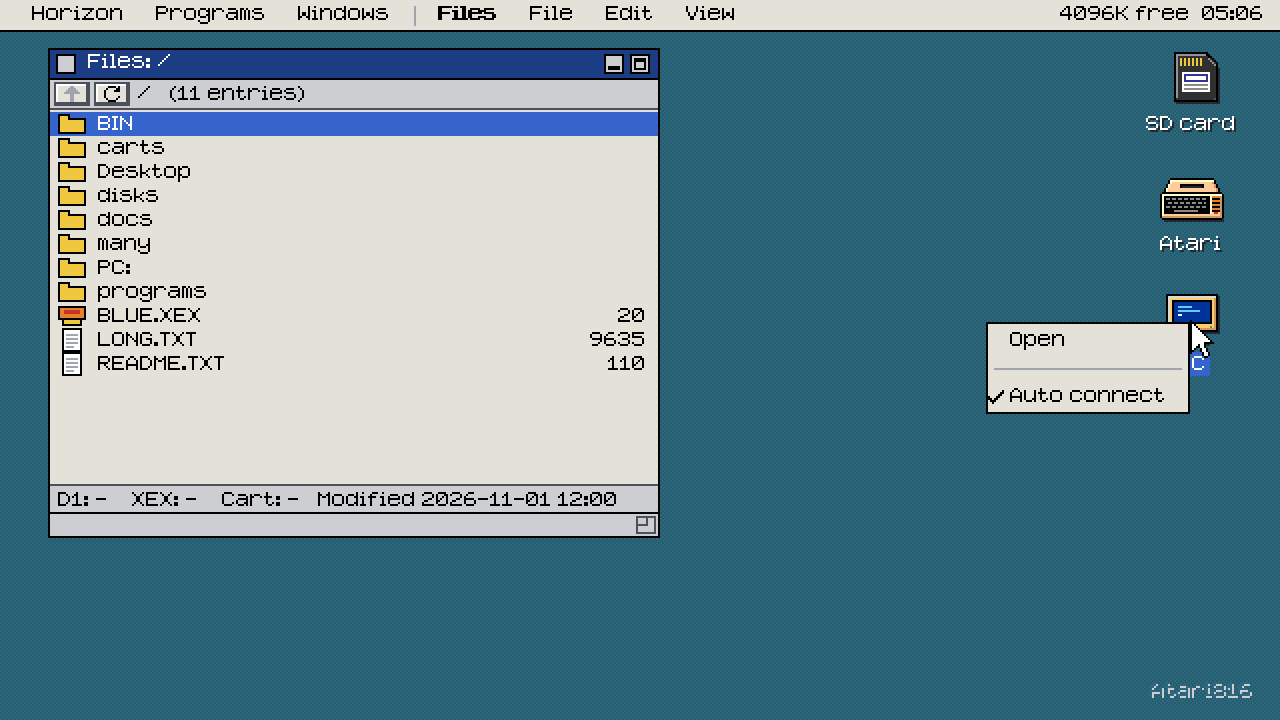 Horizon Programs Windows | Files File Edit View 4096K free 05:06
Files: /
/ (11 entries)
BIN
carts
Desktop
disks
docs
many
PC:
programs
BLUE.XEX 20
LONG.TXT 9635
README.TXT 110
D1: - XEX: - Cart: - Modified 2026-11-01 12:00
SD card
Atari
Open
C
Auto connect
Atari816